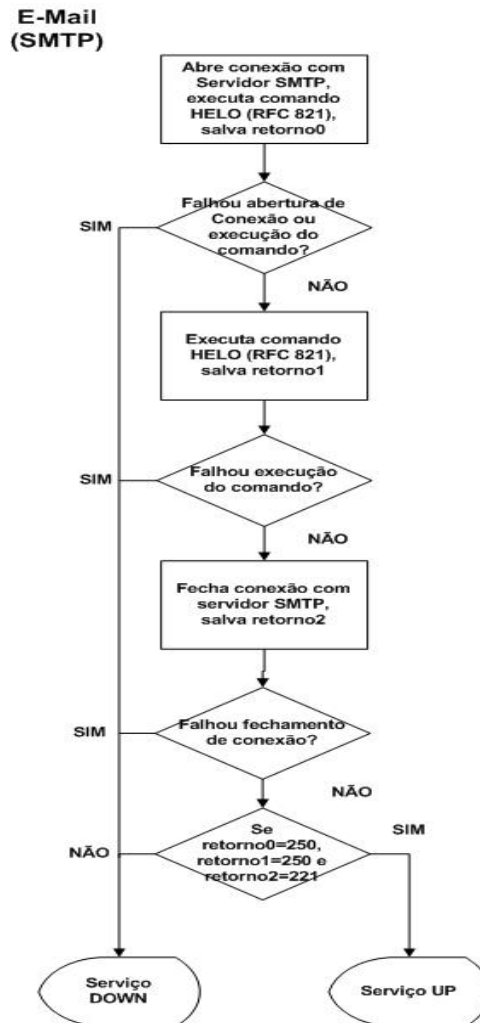 E-Mail
(SMTP)
Abre conexão com
Servidor SMTP,
executa comando
HELO (RFC 821),
salva retorno0
Falhou abertura de
Conexão ou
execução do
comando?
SIM
NÃO
Executa comando
HELO (RFC 821),
salva retorno1
Falhou execução
do comando?
SIM
NÃO
Fecha conexão com
servidor SMTP,
salva retorno2
Falhou fechamento
de conexão?
SIM
NÃO
Se
retorno0=250,
retorno1=250 e
retorno2=221
NÃO
SIM
Serviço
DOWN
Serviço UP